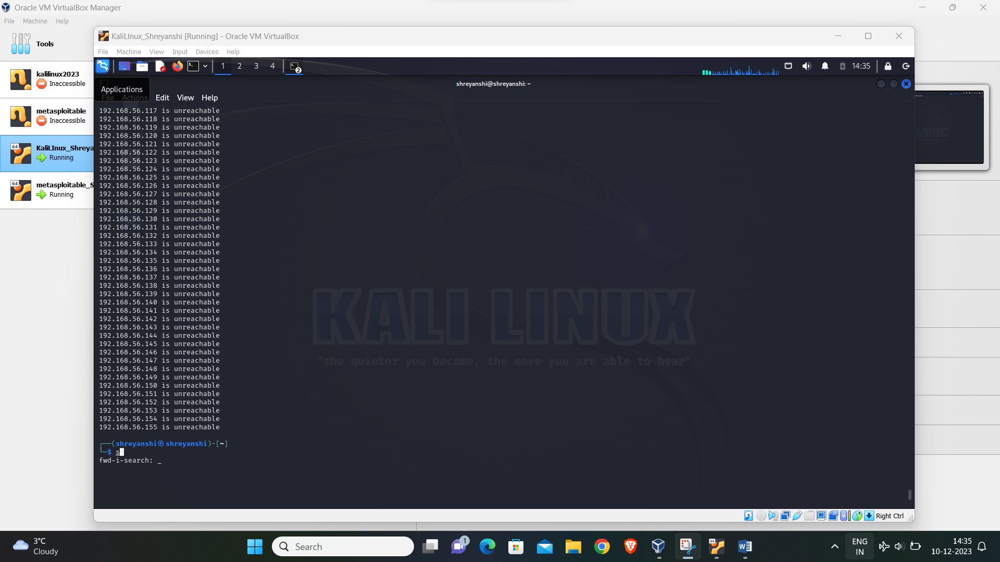 Oracle VM VirtualBox Manager
File Machine Help
Tools
kalilinux2023
Inaccessible
metasploitable
Inaccessible
64
KaliLInux_Shreya
Running
64
metasploitable_S
Running
KaliLInux_Shreyanshi [Running] - Oracle VM VirtualBox
File Machine View Input Devices Help
1 2 3 4 2 14:35
Applications
shreyanshi@shreyanshi: ~
File Actions Edit View Help
192.168.56.117 is unreachable
192.168.56.118 is unreachable
192.168.56.119 is unreachable
192.168.56.120 is unreachable
192.168.56.121 is unreachable
192.168.56.122 is unreachable
192.168.56.123 is unreachable
192.168.56.124 is unreachable
192.168.56.125 is unreachable
192.168.56.126 is unreachable
192.168.56.127 is unreachable
192.168.56.128 is unreachable
192.168.56.129 is unreachable
192.168.56.130 is unreachable
192.168.56.131 is unreachable
192.168.56.132 is unreachable
192.168.56.133 is unreachable
192.168.56.134 is unreachable
192.168.56.135 is unreachable
192.168.56.136 is unreachable
192.168.56.137 is unreachable
192.168.56.138 is unreachable
192.168.56.139 is unreachable
192.168.56.140 is unreachable
192.168.56.141 is unreachable
192.168.56.142 is unreachable
192.168.56.143 is unreachable
192.168.56.144 is unreachable
192.168.56.145 is unreachable
192.168.56.146 is unreachable
192.168.56.147 is unreachable
192.168.56.148 is unreachable
192.168.56.149 is unreachable
192.168.56.150 is unreachable
192.168.56.151 is unreachable
192.168.56.152 is unreachable
192.168.56.153 is unreachable
192.168.56.154 is unreachable
192.168.56.155 is unreachable
┌──(shreyanshi㉿shreyanshi)-[~]
└─$ s
fwd-i-search: _
KALI LINUX
"the quieter you become, the more you are able to hear"
Right Ctrl
3°C
Cloudy
Search
1
64
ENG
IN
14:35
10-12-2023